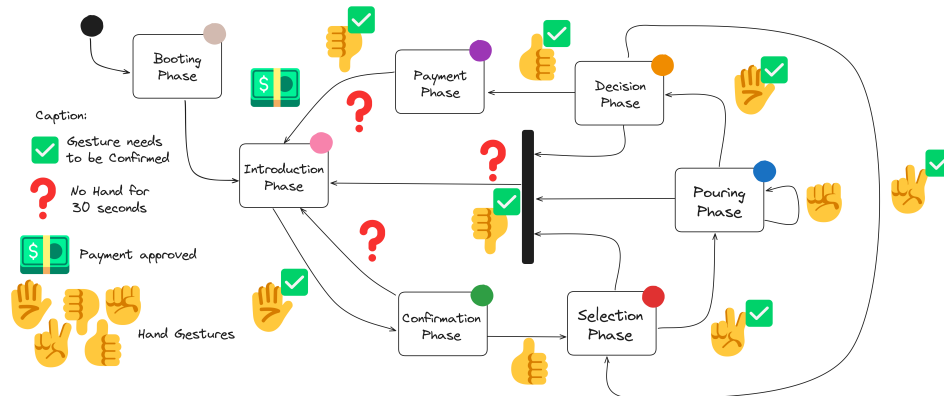 Booting
Phase
Payment
Phase
Decision
Phase
Caption:
Gesture needs
to be Confirmed
No Hand for
30 seconds
Payment approved
Hand Gestures
Introduction
Phase
Pouring
Phase
Confirmation
Phase
Selection
Phase
$
$